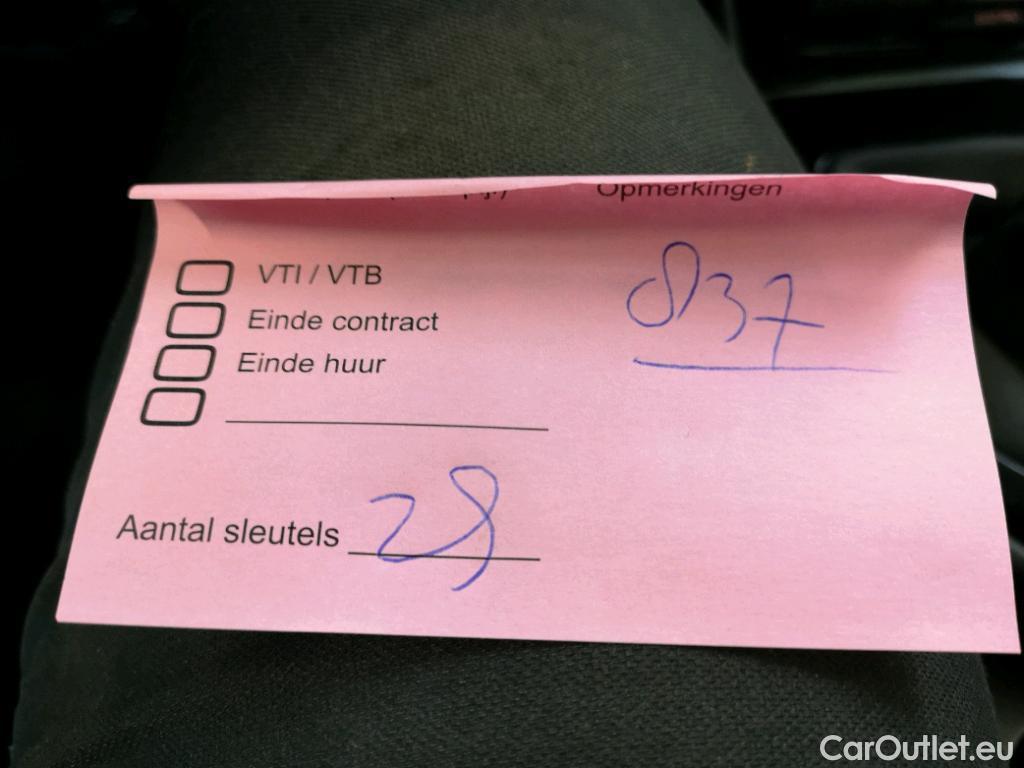 Opmerkingen
VTI / VTB
837
Einde contract
Einde huur
Aantal sleutels 2
CarOutlet.eu